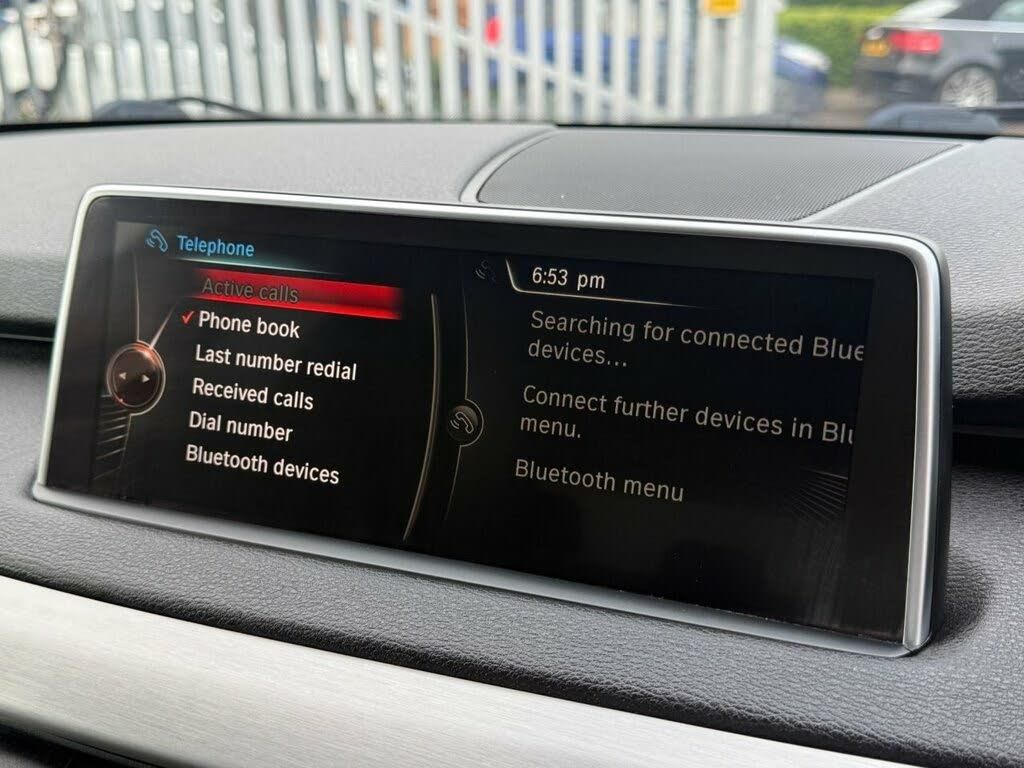 Telephone
Active calls
Phone book
Last number redial
Received calls
Dial number
Bluetooth devices
6:53 pm
Searching for connected Blue
devices...
Connect further devices in Blu
menu.
Bluetooth menu